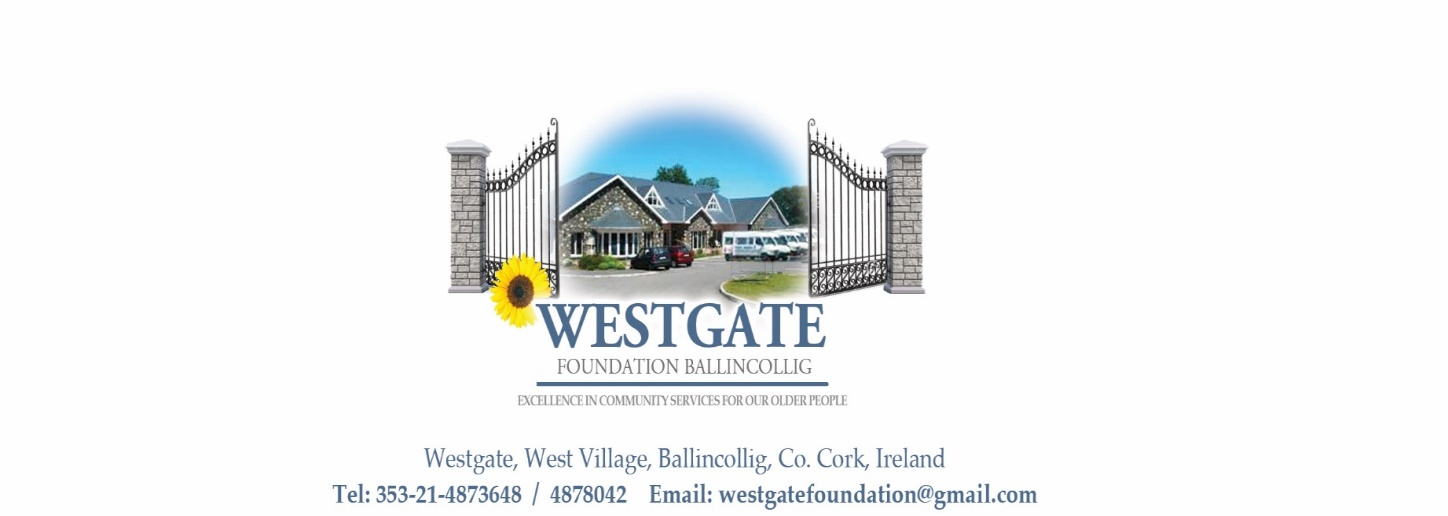 WESTGATE
FOUNDATION BALLINCOLLIG
EXCELLENCE IN COMMUNITY SERVICES FOR OUR OLDER PEOPLE
Westgate, West Village, Ballincollig, Co. Cork, Ireland
Tel: 353-21-4873648 / 4878042 Email: westgatefoundation@gmail.com